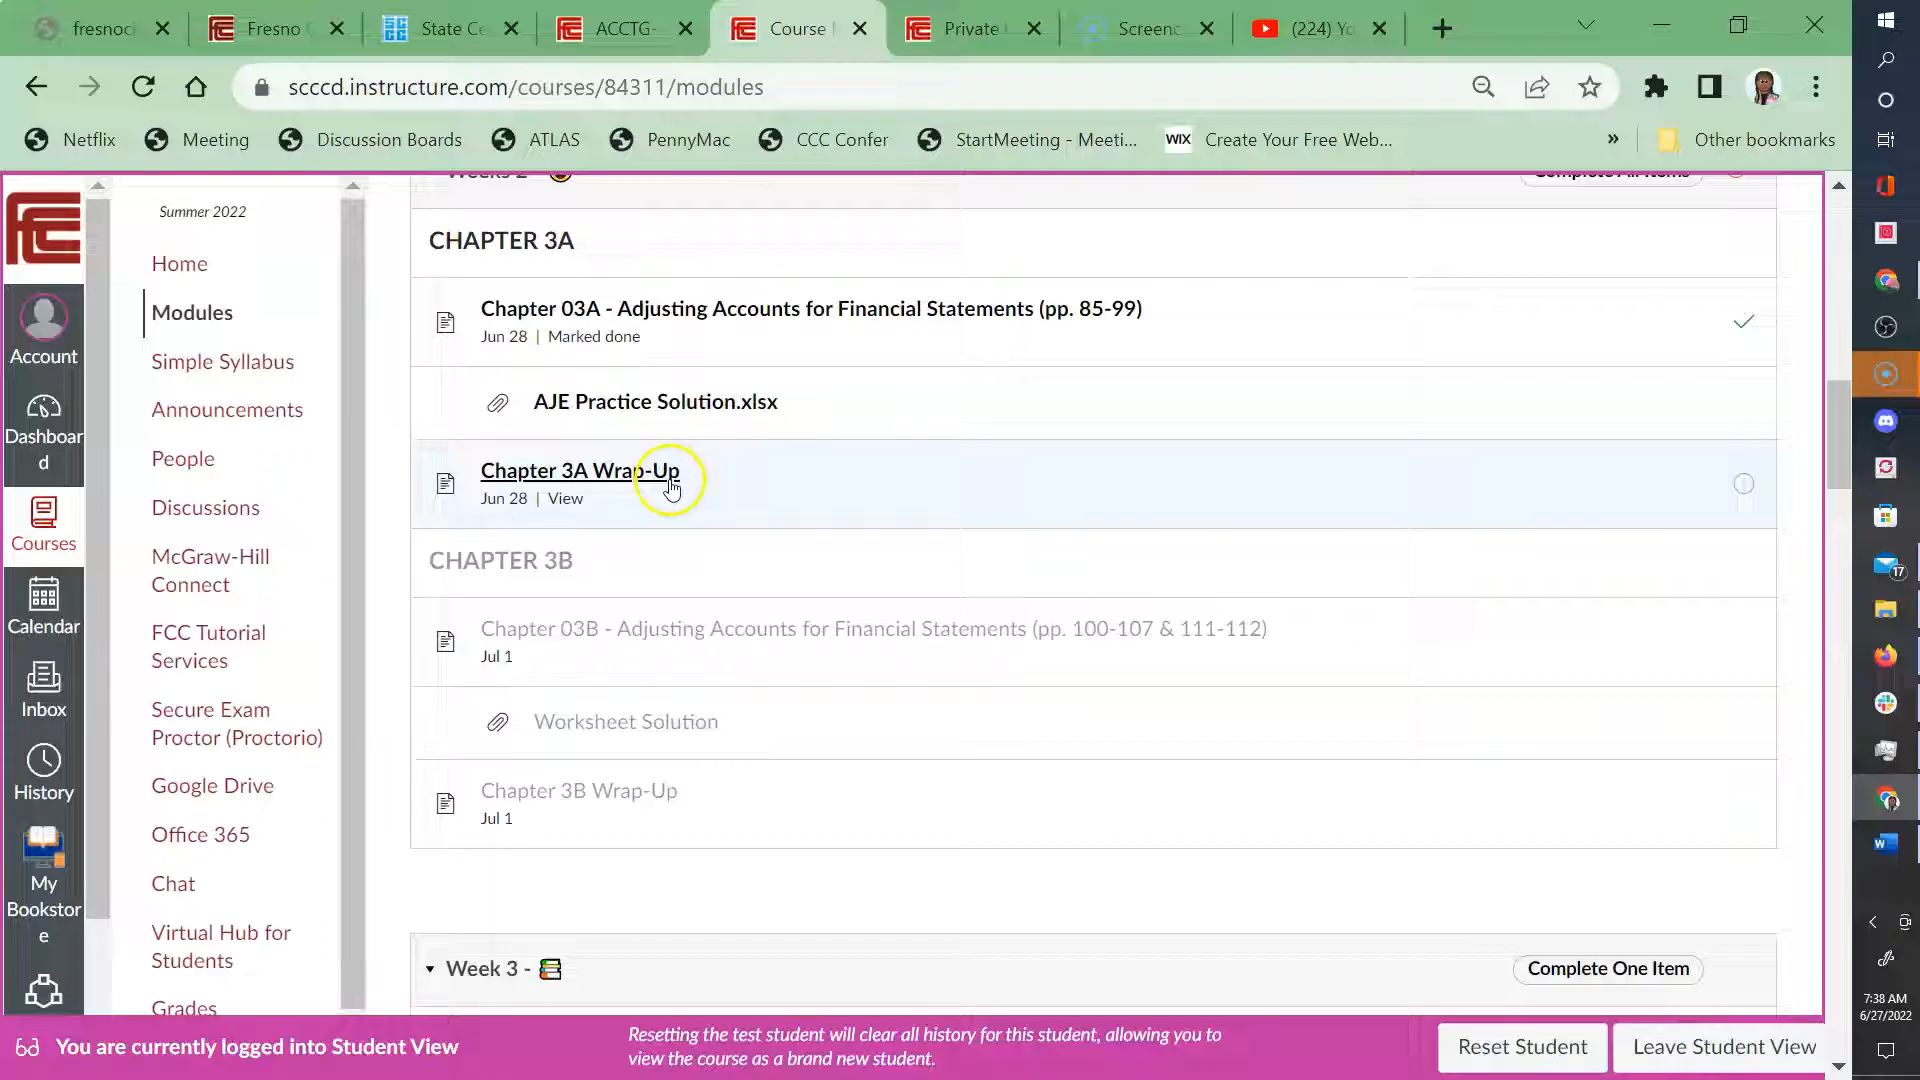 fresnoci
Fresno
State Ce
ACCTG-
Course
Private
Screenc
(224) Yo
scccd.instructure.com/courses/84311/modules
Netflix
Meeting
Discussion Boards
ATLAS
PennyMac
CCC Confer
StartMeeting - Meeti...
WIX
Create Your Free Web...
»
Other bookmarks
Summer 2022
Home
Modules
Simple Syllabus
Announcements
People
Discussions
McGraw-Hill
Connect
FCC Tutorial
Services
Secure Exam
Proctor (Proctorio)
Google Drive
Office 365
Chat
Virtual Hub for
Students
Grades
Account
Dashboar
d
Courses
Calendar
Inbox
History
My
Bookstor
e
Weeks 2
Complete All Items
CHAPTER 3A
Chapter 03A - Adjusting Accounts for Financial Statements (pp. 85-99)
Jun 28 | Marked done
AJE Practice Solution.xlsx
Chapter 3A Wrap-Up
Jun 28 | View
CHAPTER 3B
Chapter 03B - Adjusting Accounts for Financial Statements (pp. 100-107 & 111-112)
Jul 1
Worksheet Solution
Chapter 3B Wrap-Up
Jul 1
Week 3 -
Complete One Item
You are currently logged into Student View
Resetting the test student will clear all history for this student, allowing you to
view the course as a brand new student.
Reset Student
Leave Student View
17
7:38 AM
6/27/2022